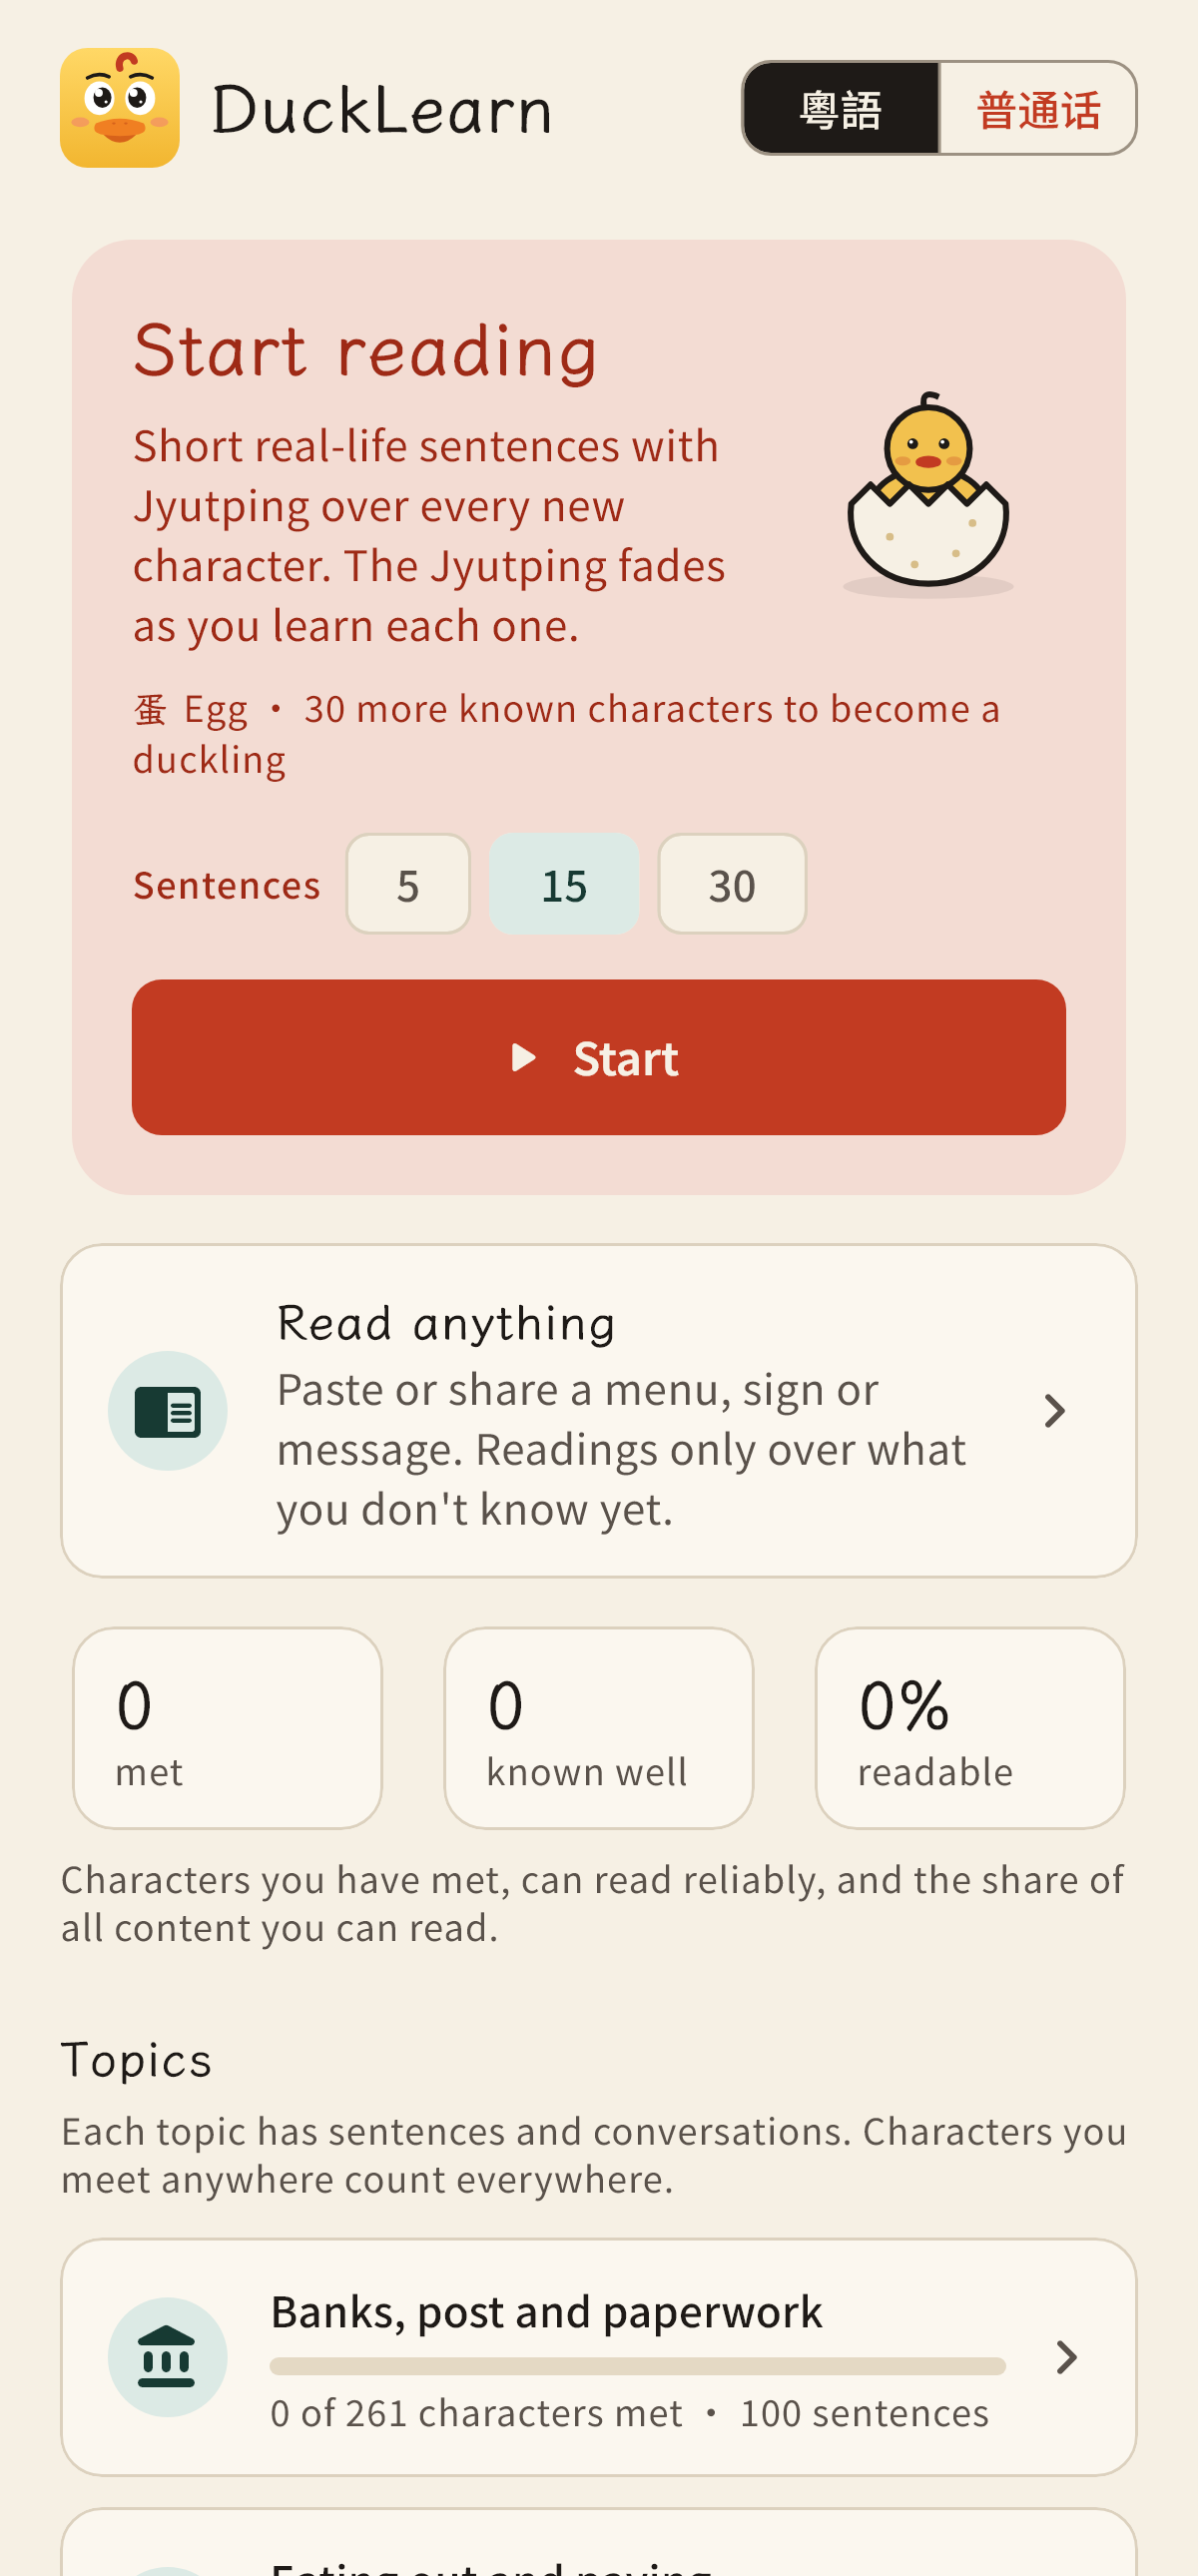 DuckLearn
粵語
普通话
Start reading
Short real-life sentences with
Jyutping over every new
character. The Jyutping fades
as you learn each one.
蛋 Egg · 30 more known characters to become a
duckling
Sentences 5 15 30
Start
Read anything
Paste or share a menu, sign or
message. Readings only over what
you don't know yet.
0 0 0%
met known well readable
Characters you have met, can read reliably, and the share of
all content you can read.
Topics
Each topic has sentences and conversations. Characters you
meet anywhere count everywhere.
Banks, post and paperwork
0 of 261 characters met · 100 sentences
Eating out and paying